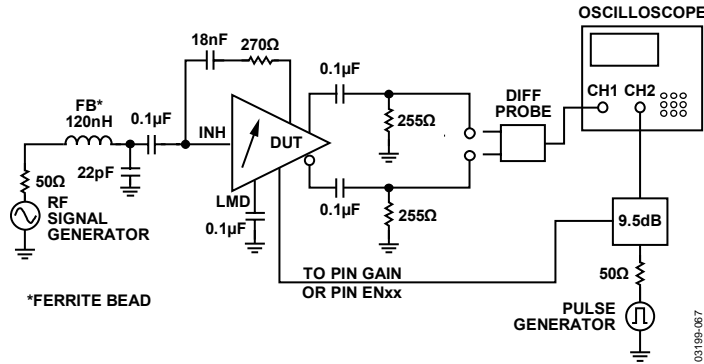 OSCILLOSCOPE
18nF
270Ω
FB*
120nH
0.1µF
0.1µF
INH
DUT
255Ω
DIFF
PROBE
CH1
CH2
50Ω
22pF
LMD
0.1µF
0.1µF
255Ω
RF
SIGNAL
GENERATOR
9.5dB
TO PIN GAIN
OR PIN ENxx
50Ω
*FERRITE BEAD
PULSE
GENERATOR
03199-067